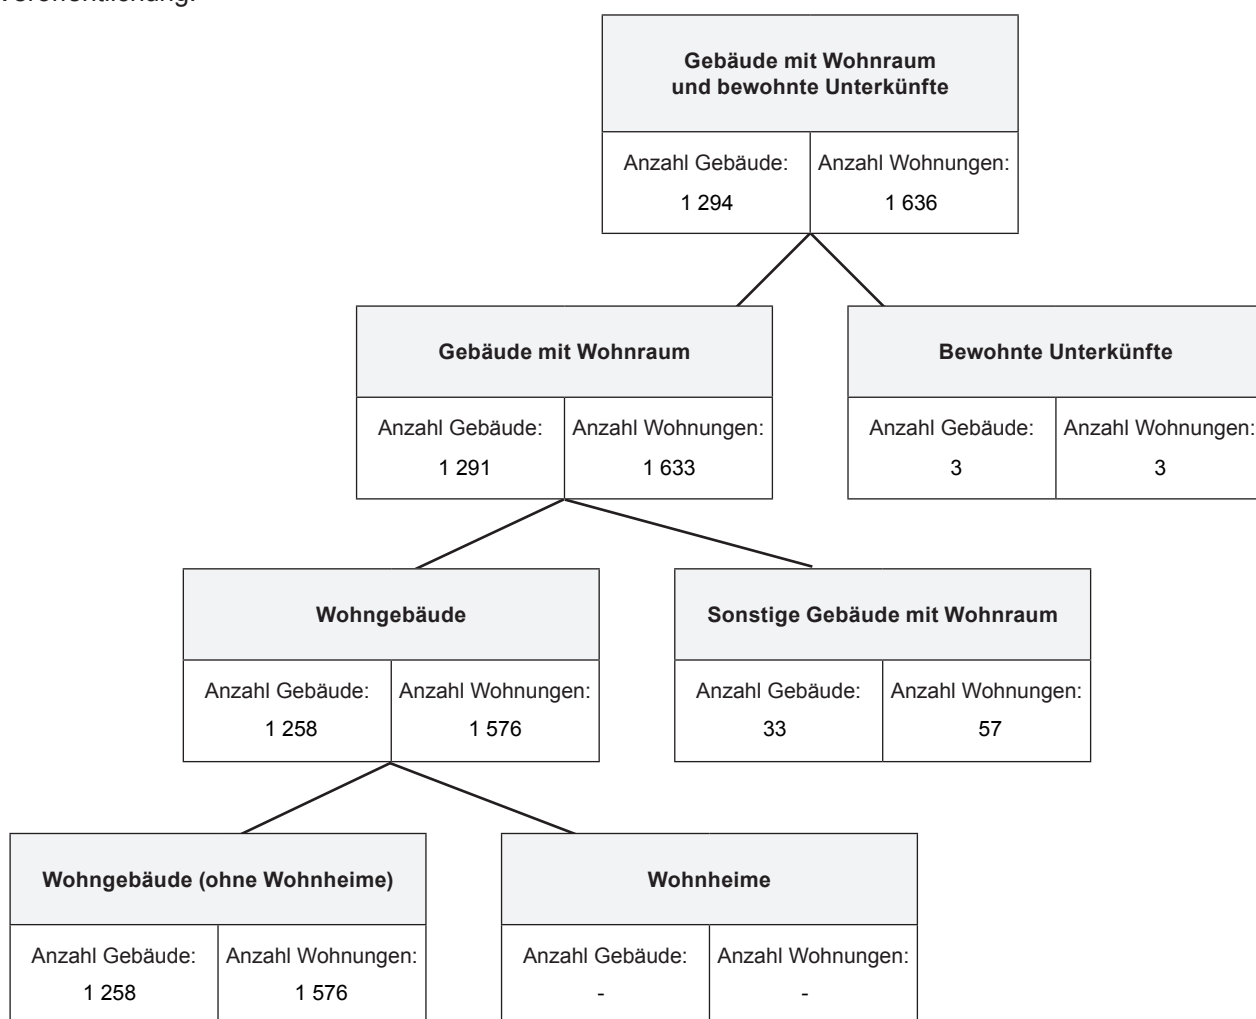 Veröffentlichung.
Gebäude mit Wohnraum
und bewohnte Unterkünfte
Anzahl Gebäude: Anzahl Wohnungen:
1 294 1 636
Gebäude mit Wohnraum Bewohnte Unterkünfte
Anzahl Gebäude: Anzahl Wohnungen: Anzahl Gebäude: Anzahl Wohnungen:
1 291 1 633 3 3
Wohngebäude Sonstige Gebäude mit Wohnraum
Anzahl Gebäude: Anzahl Wohnungen: Anzahl Gebäude: Anzahl Wohnungen:
1 258 1 576 33 57
Wohngebäude (ohne Wohnheime) Wohnheime
Anzahl Gebäude: Anzahl Wohnungen: Anzahl Gebäude: Anzahl Wohnungen:
1 258 1 576 - -